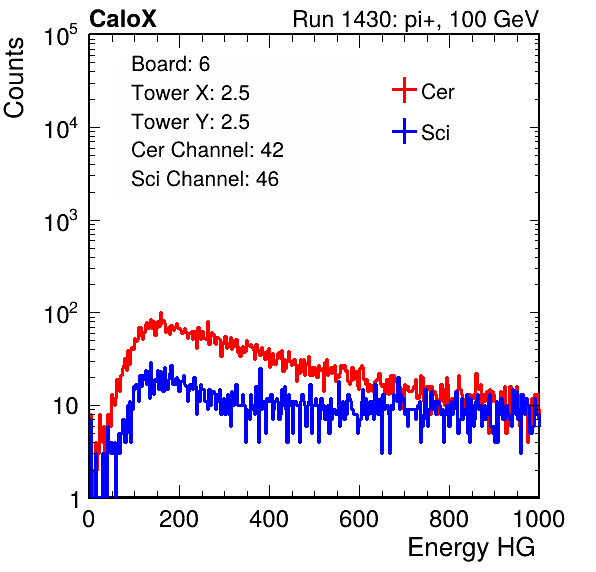 CaloX Run 1430: pi+, 100 GeV
Counts
Board: 6
Tower X: 2.5
Tower Y: 2.5
Cer Channel: 42
Sci Channel: 46
Cer
Sci
10^5
10^4
10^3
10^2
10
1
0 200 400 600 800 1000
Energy HG